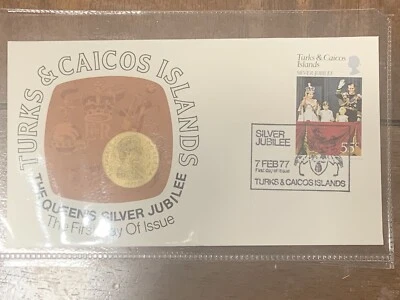 TURKS & CAICOS ISLANDS
THE QUEEN'S SILVER JUBILEE
The First Day Of Issue
Turks & Caicos
Islands
SILVER JUBILEE
SILVER
JUBILEE
7 FEB 77
First day of issue
TURKS & CAICOS ISLANDS